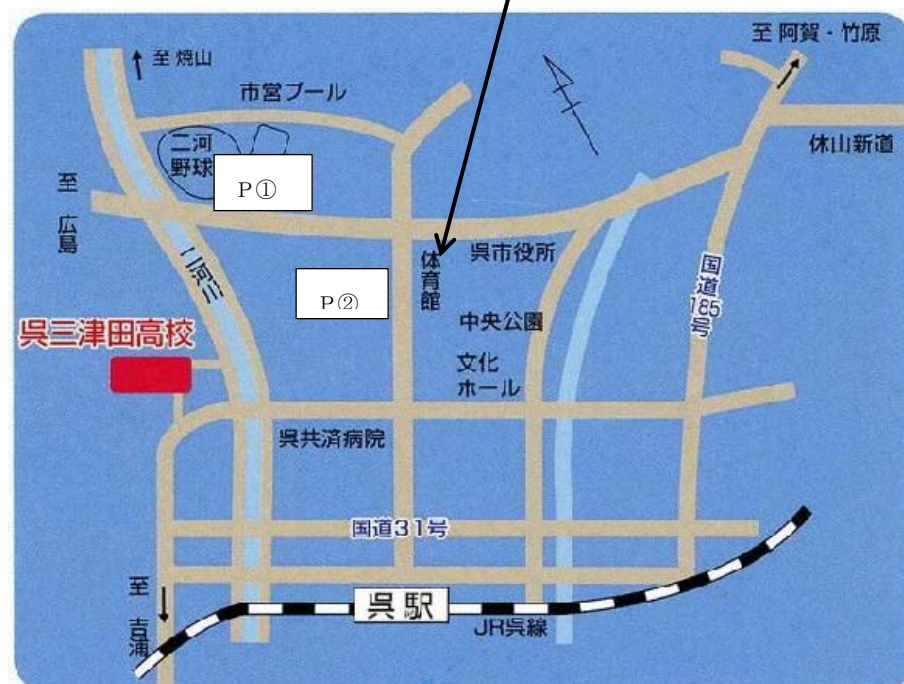 至 阿賀・竹原
至 焼山
市営プール
休山新道
二河
野球
P①
至 広島
呉市役所
体育館
二河川
国道185号
P②
中央公園
呉三津田高校
文化
ホール
呉共済病院
国道31号
至 吉浦
呉駅
JR呉線